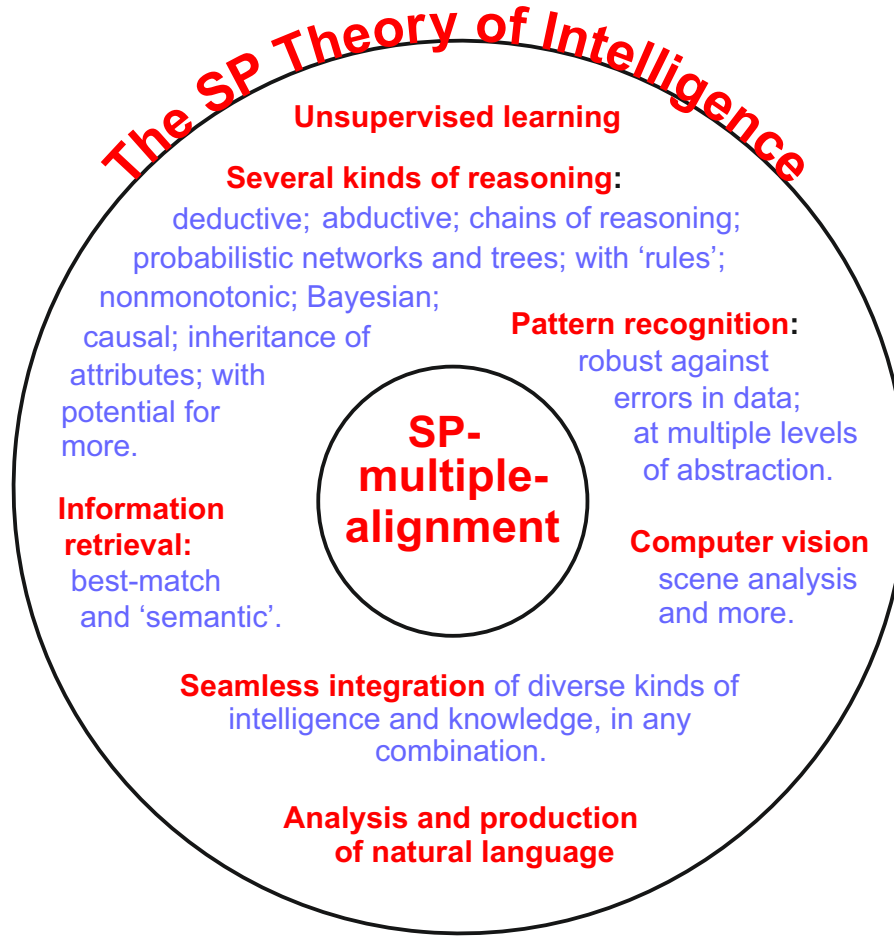 The SP Theory of Intelligence
Unsupervised learning
Several kinds of reasoning:
deductive; abductive; chains of reasoning;
probabilistic networks and trees; with ‘rules’;
nonmonotonic; Bayesian;
causal; inheritance of
attributes; with
potential for
more.
Pattern recognition:
robust against
errors in data;
at multiple levels
of abstraction.
SP-
multiple-
alignment
Information
retrieval:
best-match
and ‘semantic’.
Computer vision
scene analysis
and more.
Seamless integration of diverse kinds of
intelligence and knowledge, in any
combination.
Analysis and production
of natural language